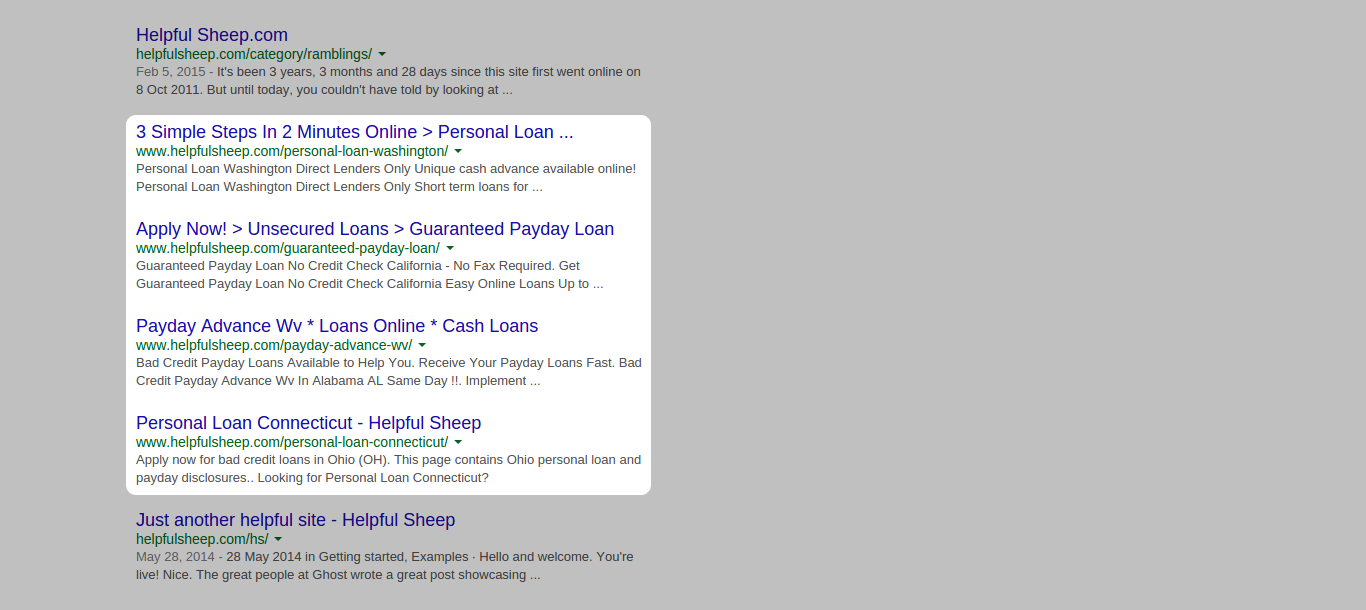 Helpful Sheep.com
helpfulsheep.com/category/ramblings/
Feb 5, 2015 - It's been 3 years, 3 months and 28 days since this site first went online on
8 Oct 2011. But until today, you couldn't have told by looking at ...
3 Simple Steps In 2 Minutes Online > Personal Loan ...
www.helpfulsheep.com/personal-loan-washington/
Personal Loan Washington Direct Lenders Only Unique cash advance available online!
Personal Loan Washington Direct Lenders Only Short term loans for ...
Apply Now! > Unsecured Loans > Guaranteed Payday Loan
www.helpfulsheep.com/guaranteed-payday-loan/
Guaranteed Payday Loan No Credit Check California - No Fax Required. Get
Guaranteed Payday Loan No Credit Check California Easy Online Loans Up to ...
Payday Advance Wv * Loans Online * Cash Loans
www.helpfulsheep.com/payday-advance-wv/
Bad Credit Payday Loans Available to Help You. Receive Your Payday Loans Fast. Bad
Credit Payday Advance Wv In Alabama AL Same Day !!. Implement ...
Personal Loan Connecticut - Helpful Sheep
www.helpfulsheep.com/personal-loan-connecticut/
Apply now for bad credit loans in Ohio (OH). This page contains Ohio personal loan and
payday disclosures.. Looking for Personal Loan Connecticut?
Just another helpful site - Helpful Sheep
helpfulsheep.com/hs/
May 28, 2014 - 28 May 2014 in Getting started, Examples · Hello and welcome. You're
live! Nice. The great people at Ghost wrote a great post showcasing ...